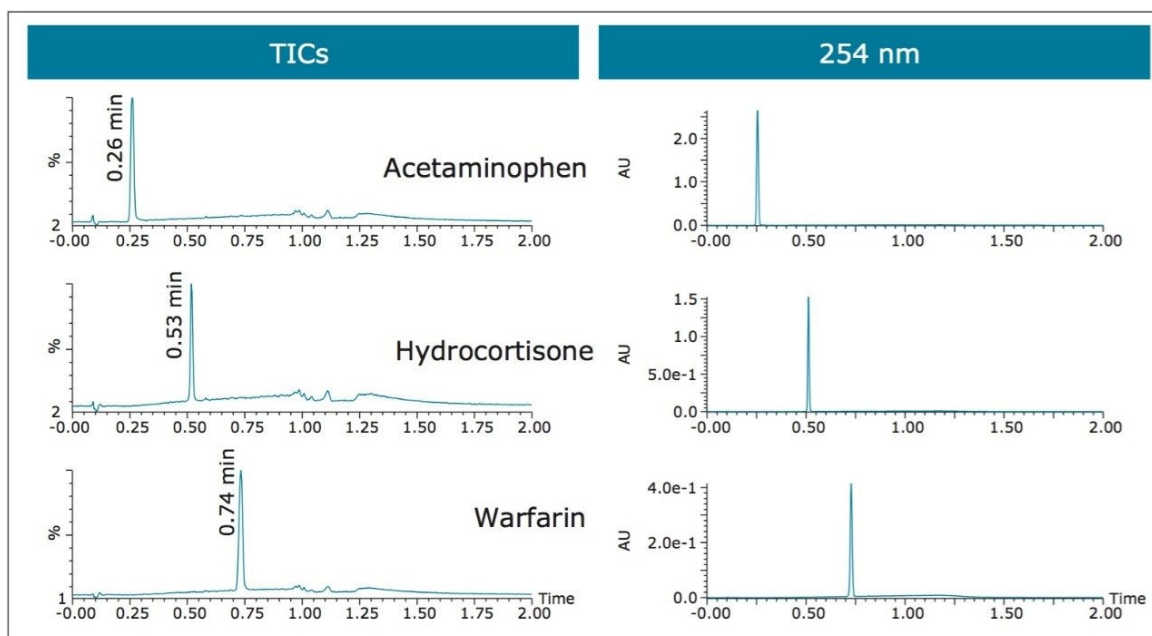 TICs
254 nm
0.26 min
%
2
-0.00 0.25 0.50 0.75 1.00 1.25 1.50 1.75 2.00
Acetaminophen
AU
2.0
1.0
0.0
-0.00 0.50 1.00 1.50 2.00
0.53 min
%
2
-0.00 0.25 0.50 0.75 1.00 1.25 1.50 1.75 2.00
Hydrocortisone
AU
1.5
1.0
5.0e-1
0.0
-0.00 0.50 1.00 1.50 2.00
0.74 min
%
1
0.00 0.25 0.50 0.75 1.00 1.25 1.50 1.75 2.00
Time
Warfarin
AU
4.0e-1
2.0e-1
0.0
-0.00 0.50 1.00 1.50 2.00
Time